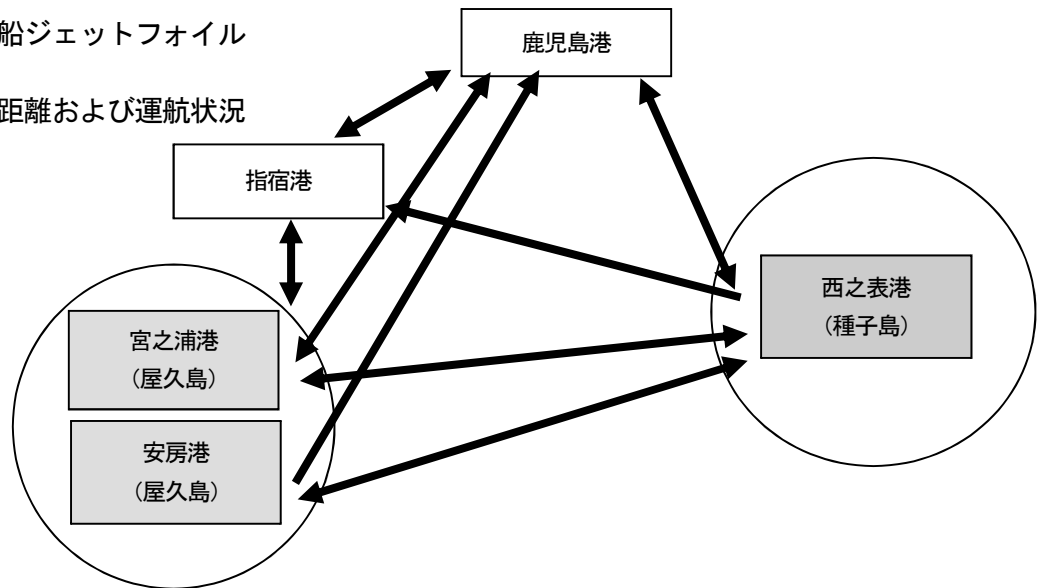 船ジェットフォイル
距離および運航状況
鹿児島港
指宿港
西之表港
（種子島）
宮之浦港
（屋久島）
安房港
（屋久島）